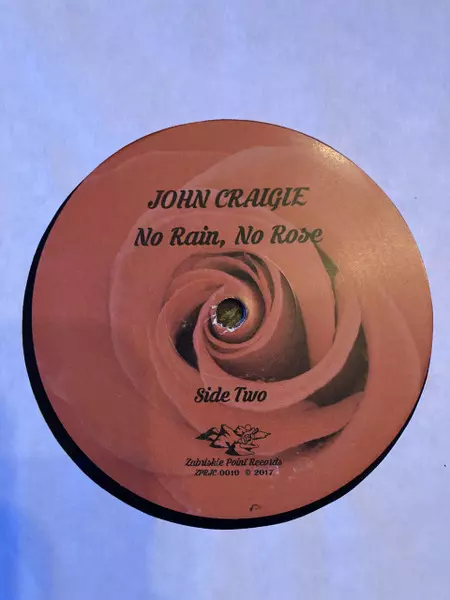 JOHN CRAIGIE
No Rain, No Rose
Side Two
Zabriskie Point Records
ZPRJC-0010 © 2017